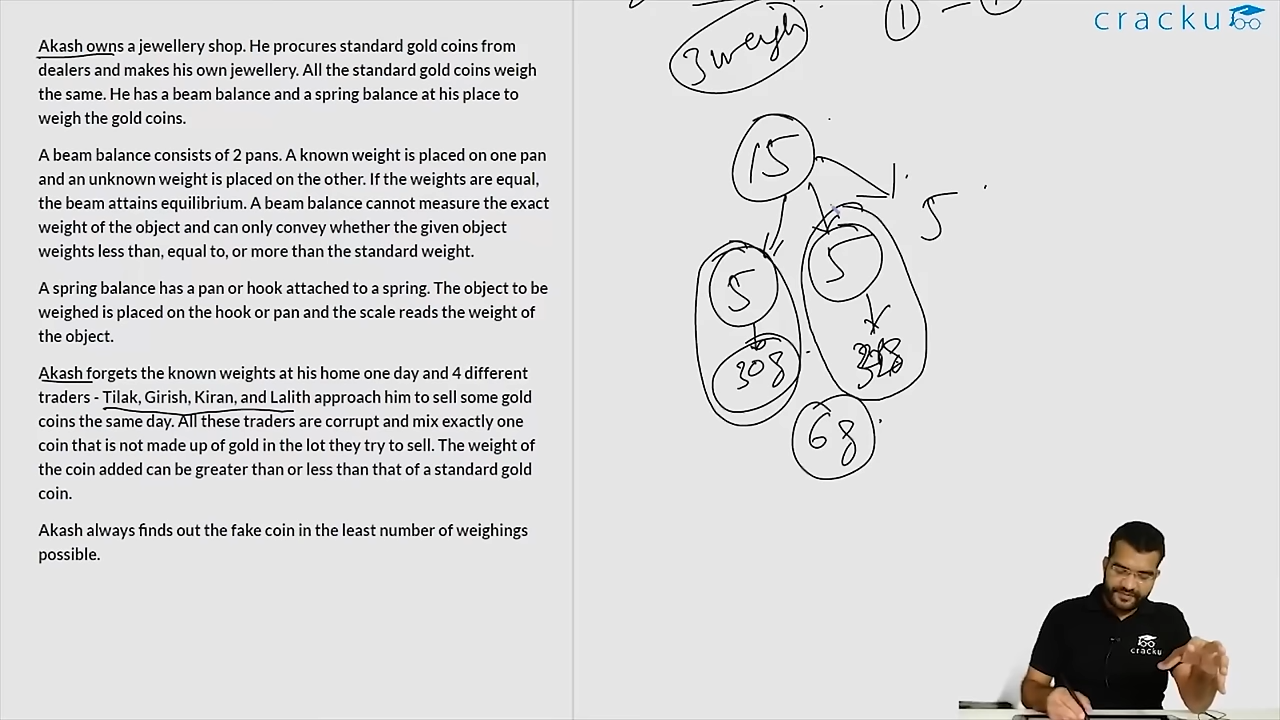 cracku
Akash owns a jewellery shop. He procures standard gold coins from
dealers and makes his own jewellery. All the standard gold coins weigh
the same. He has a beam balance and a spring balance at his place to
weigh the gold coins.
A beam balance consists of 2 pans. A known weight is placed on one pan
and an unknown weight is placed on the other. If the weights are equal,
the beam attains equilibrium. A beam balance cannot measure the exact
weight of the object and can only convey whether the given object
weights less than, equal to, or more than the standard weight.
A spring balance has a pan or hook attached to a spring. The object to be
weighed is placed on the hook or pan and the scale reads the weight of
the object.
Akash forgets the known weights at his home one day and 4 different
traders - Tilak, Girish, Kiran, and Lalith approach him to sell some gold
coins the same day. All these traders are corrupt and mix exactly one
coin that is not made up of gold in the lot they try to sell. The weight of
the coin added can be greater than or less than that of a standard gold
coin.
Akash always finds out the fake coin in the least number of weighings
possible.
1 -
3 weigh
15
5 5 5
30g
6g
cracku